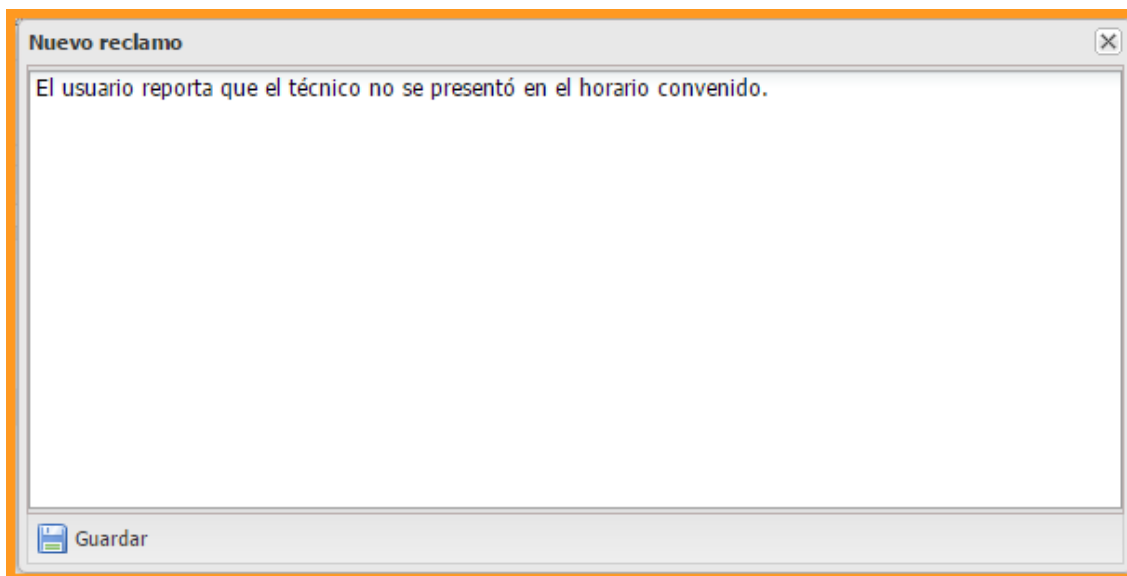 Nuevo reclamo
El usuario reporta que el técnico no se presentó en el horario convenido.
Guardar